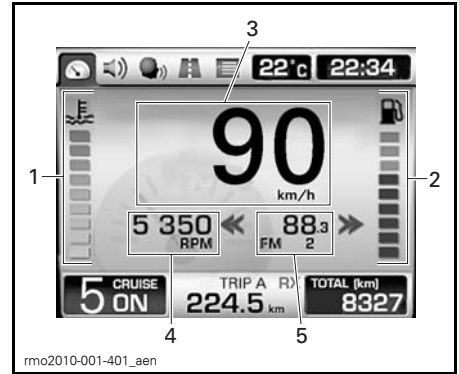 3
22°c 22:34
1
90
km/h
2
5 350
RPM
88.3
FM 2
5 CRUISE ON
TRIP A RX
224.5 km
TOTAL (km)
8327
4
5
rmo2010-001-401_aen